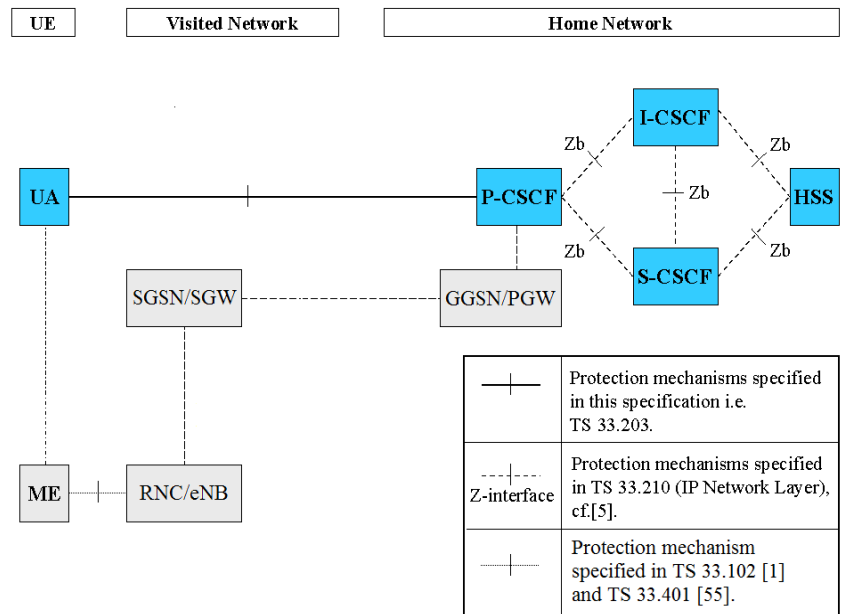 UE
Visited Network
Home Network
I-CSCF
Zb
Zb
UA
P-CSCF
Zb
HSS
Zb
Zb
S-CSCF
SGSN/SGW
GGSN/PGW
Protection mechanisms specified
in this specification i.e.
TS 33.203.
Protection mechanisms specified
in TS 33.210 (IP Network Layer),
cf.[5].
Z-interface
ME
RNC/eNB
Protection mechanism
specified in TS 33.102 [1]
and TS 33.401 [55].